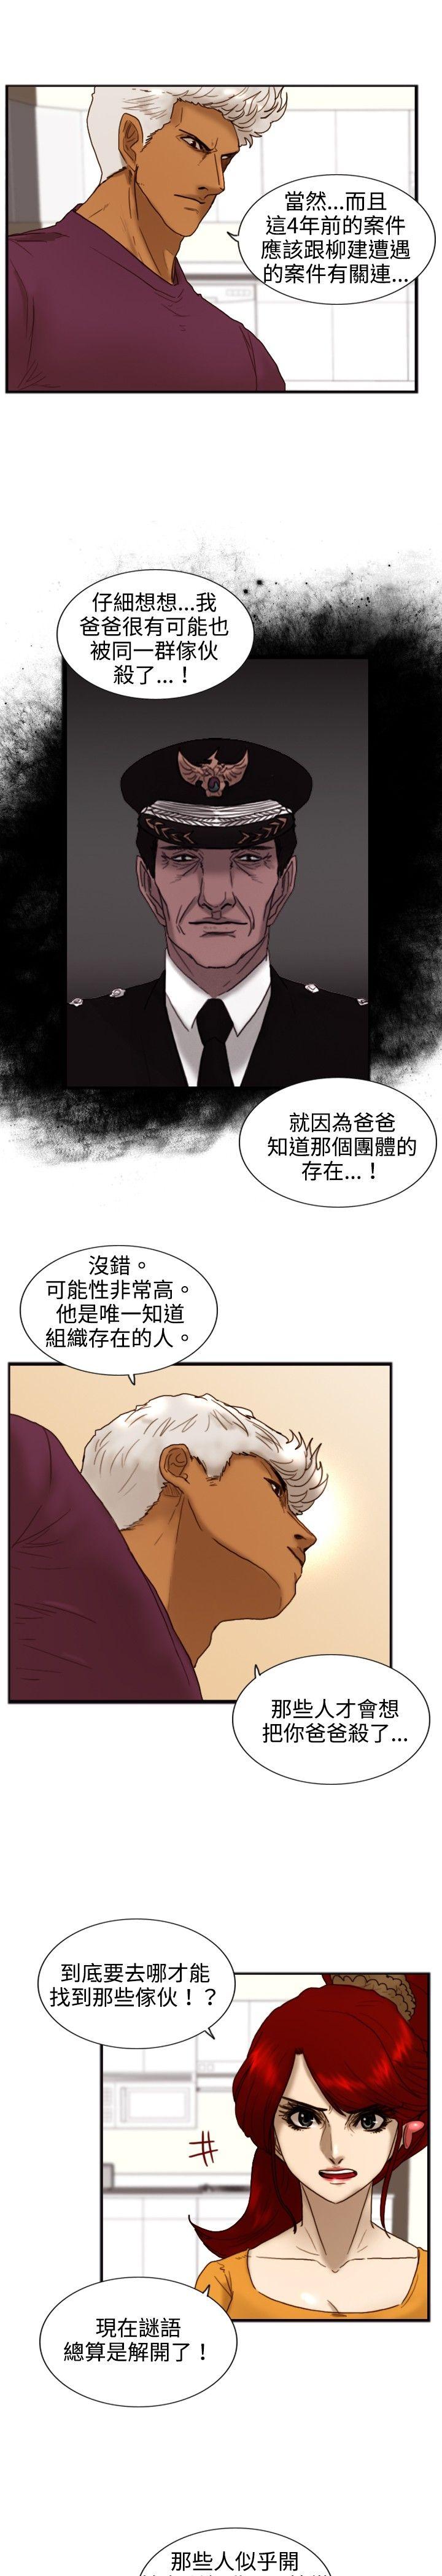 當然...而且
這4年前的案件
應該跟柳建遭遇
的案件有關連...
仔細想想...我
爸爸很有可能也
被同一群傢伙
殺了...！
就因為爸爸
知道那個團體的
存在...！
沒錯。
可能性非常高。
他是唯一知道
組織存在的人。
那些人才會想
把你爸爸殺了...
到底要去哪才能
找到那些傢伙！？
現在謎語
總算是解開了！
那些人似乎開